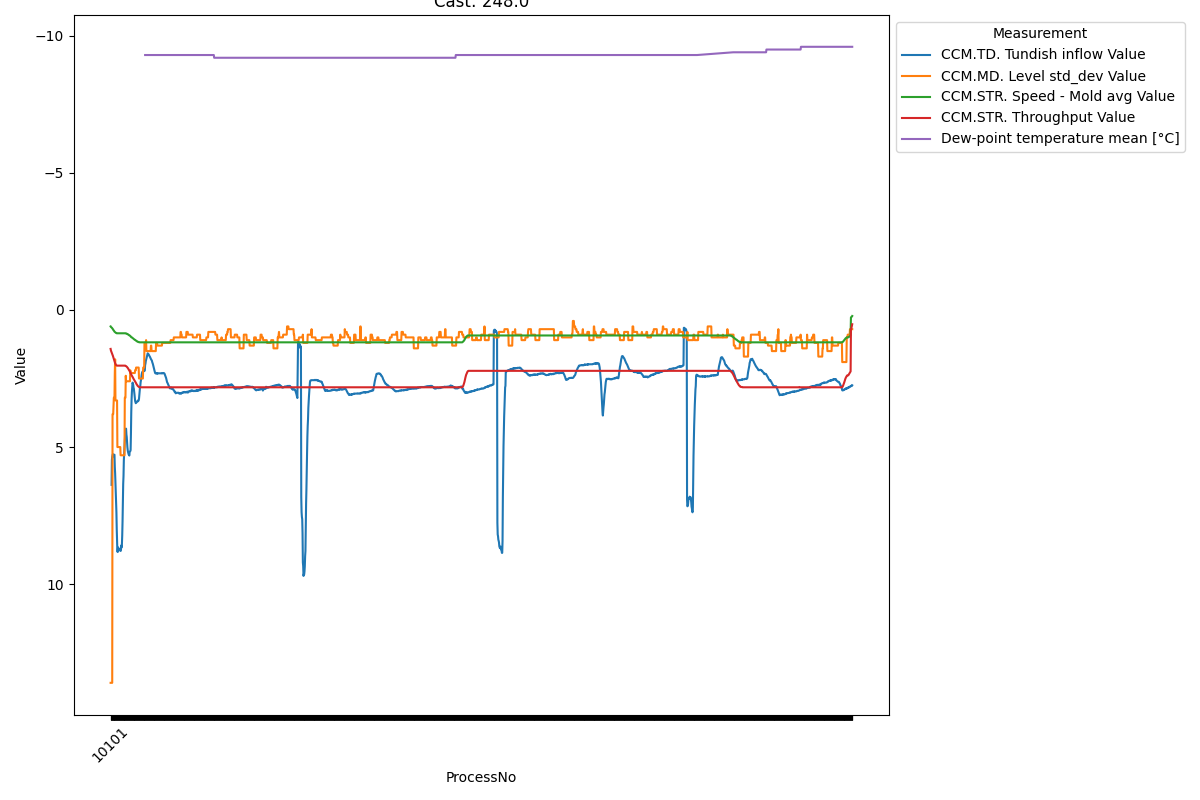 Cast: 248.0
−10
−5
0
5
10
Value
10101
ProcessNo
Measurement
CCM.TD. Tundish inflow Value
CCM.MD. Level std_dev Value
CCM.STR. Speed - Mold avg Value
CCM.STR. Throughput Value
Dew-point temperature mean [°C]